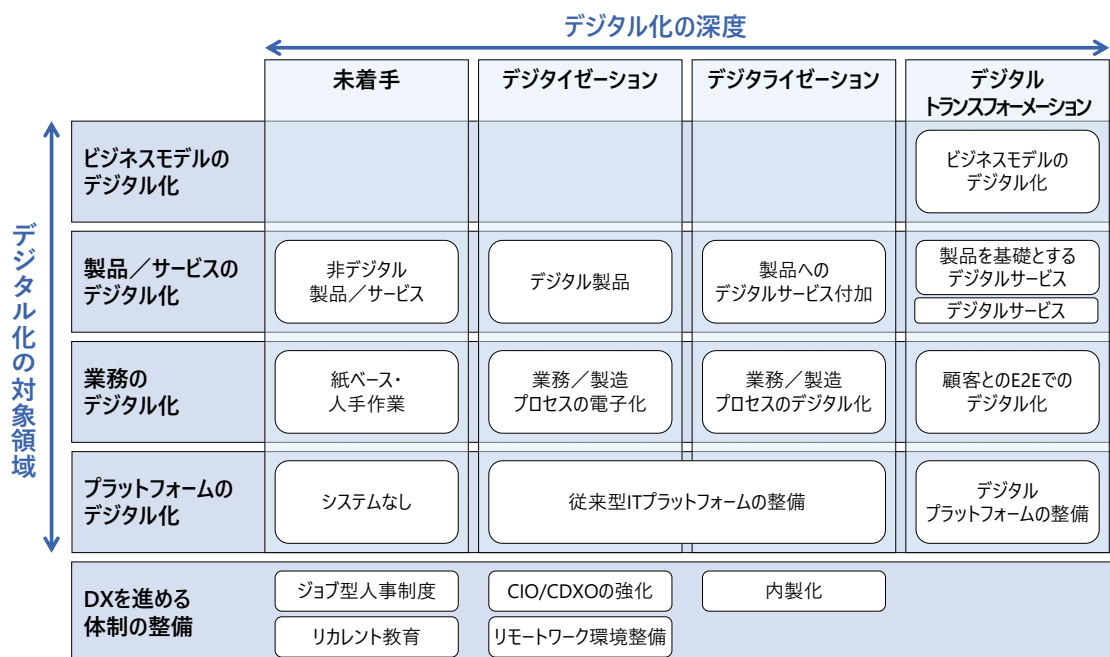 デジタル化の深度
未着手
デジタイゼーション
デジタライゼーション
デジタル
トランスフォーメーション
デジタル化の対象領域
ビジネスモデルの
デジタル化
ビジネスモデルの
デジタル化
製品／サービスの
デジタル化
非デジタル
製品／サービス
デジタル製品
製品への
デジタルサービス付加
製品を基礎とする
デジタルサービス
デジタルサービス
業務の
デジタル化
紙ベース・
人手作業
業務／製造
プロセスの電子化
業務／製造
プロセスのデジタル化
顧客とのE2Eでの
デジタル化
プラットフォームの
デジタル化
システムなし
従来型ITプラットフォームの整備
デジタル
プラットフォームの整備
DXを進める
体制の整備
ジョブ型人事制度
CIO/CDXOの強化
内製化
リカレント教育
リモートワーク環境整備